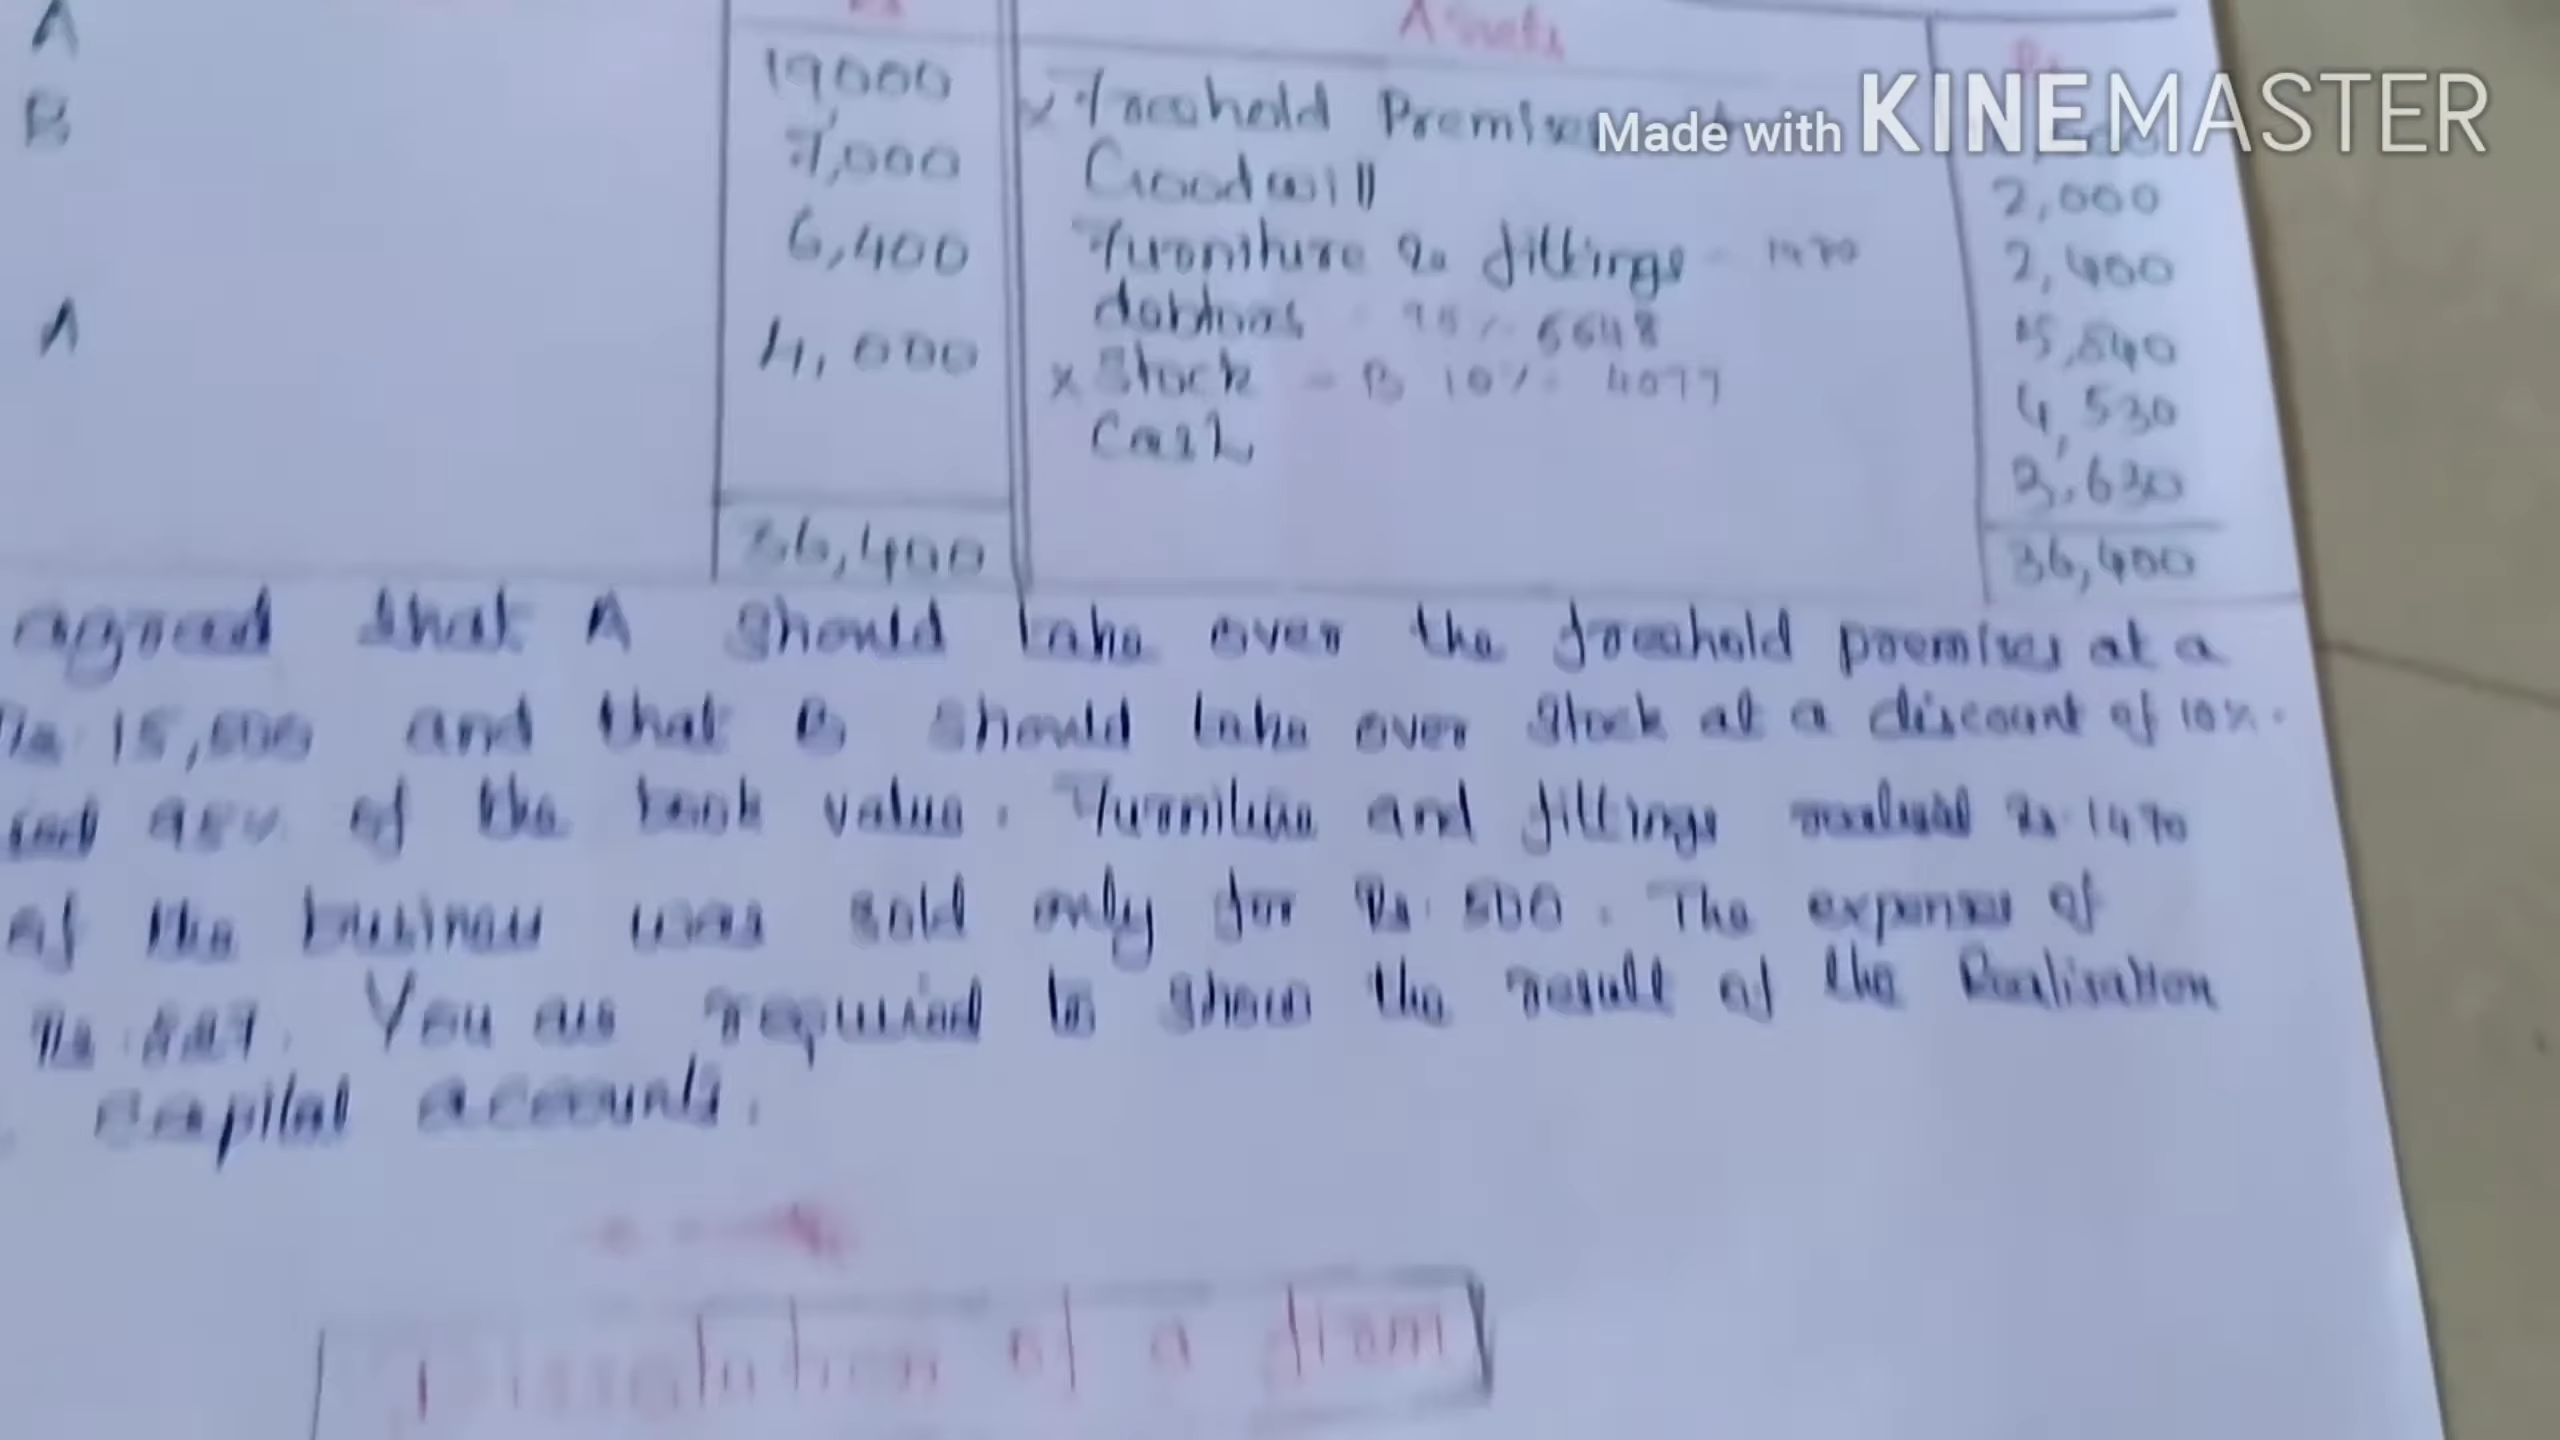 A Assets
19,000 x Freehold Premises
B 7,000 Goodwill 2,000
6,400 Furniture & fittings - 1470 2,400
debtors - 95% 5,840
A 4,000 x Stock - B 10% 4077 4,530
Cash 3,630
36,400 36,400
agreed that A should take over the freehold premises at a
Rs 15,500 and that B should take over Stock at a discount of 10%.
95% of the book value. Furniture and fittings realised Rs. 1470
of the business was sold only for Rs. 500. The expenses of
Rs. You are required to show the result of the Realisation
capital accounts.
Dissolution of a firm
Made with KINEMASTER